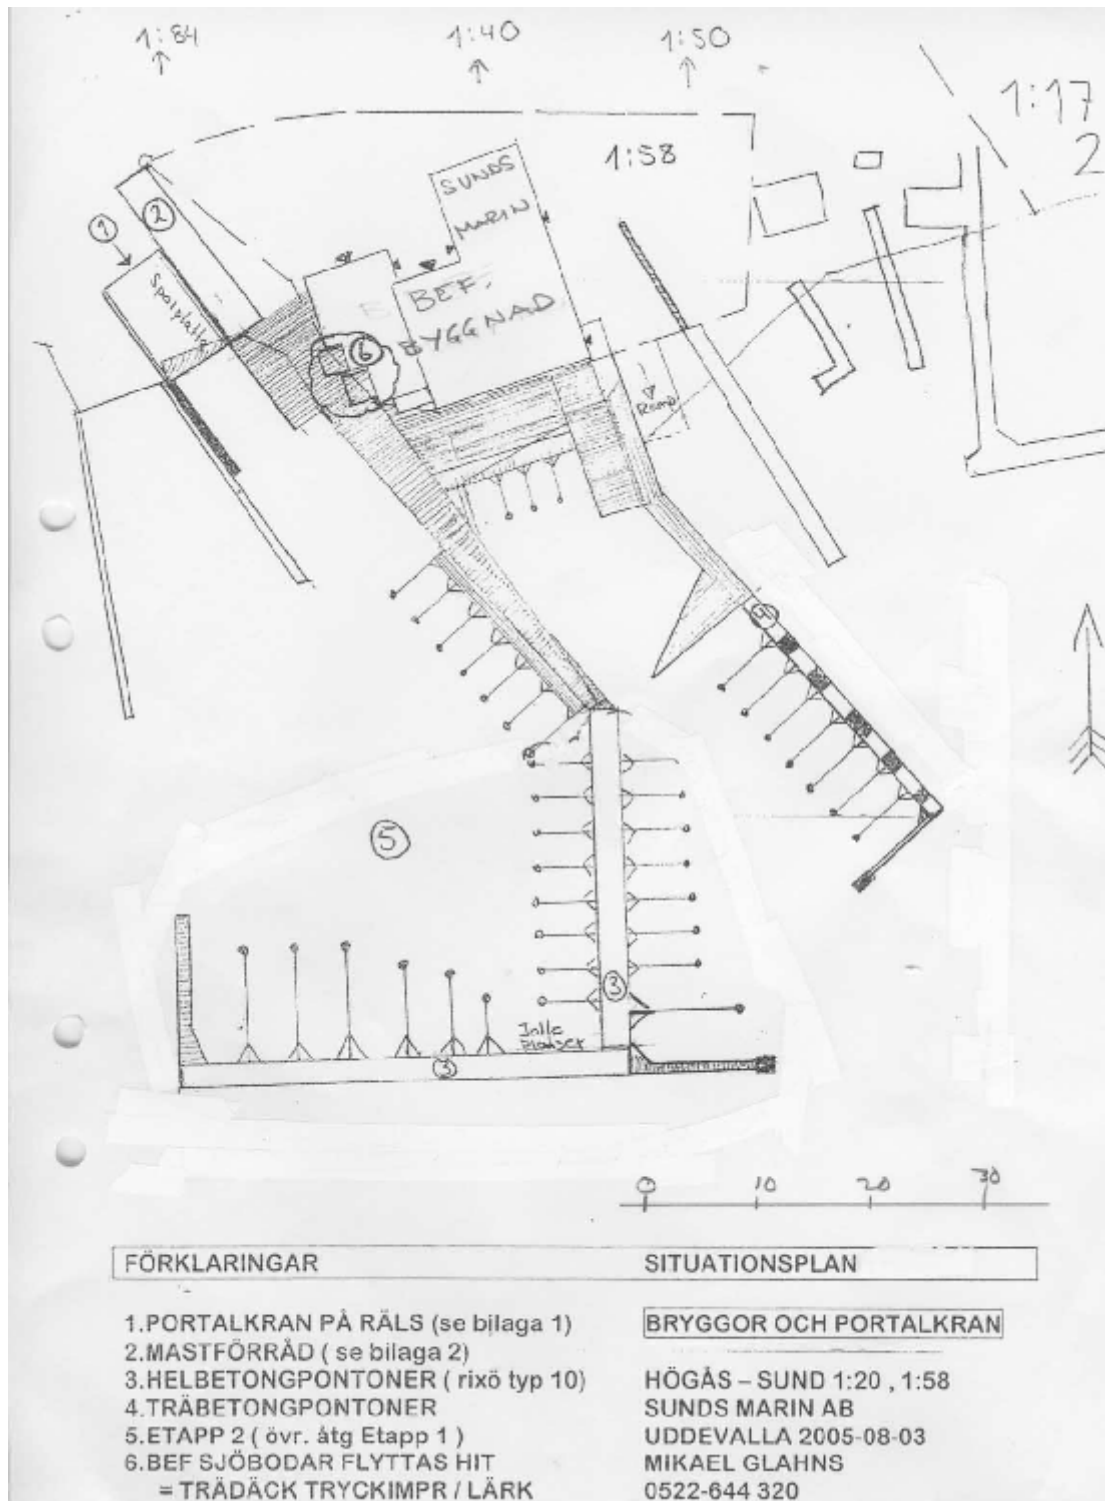 1:84
1:40
1:50
1:17
2
1:58
SUNDS
MARIN
BEF.
BYGGNAD
1
2
Spolplatta
6
Ramp
4
5
3
3
0 10 20 30
FÖRKLARINGAR
SITUATIONSPLAN
1.PORTALKRAN PÅ RÄLS (se bilaga 1)
2.MASTFÖRRÅD ( se bilaga 2)
3.HELBETONGPONTONER ( rixö typ 10)
4.TRÄBETONGPONTONER
5.ETAPP 2 ( övr. åtg Etapp 1 )
6.BEF SJÖBODAR FLYTTAS HIT
= TRÄDÄCK TRYCKIMPR / LÄRK
BRYGGOR OCH PORTALKRAN
HÖGÅS – SUND 1:20 , 1:58
SUNDS MARIN AB
UDDEVALLA 2005-08-03
MIKAEL GLAHNS
0522-644 320